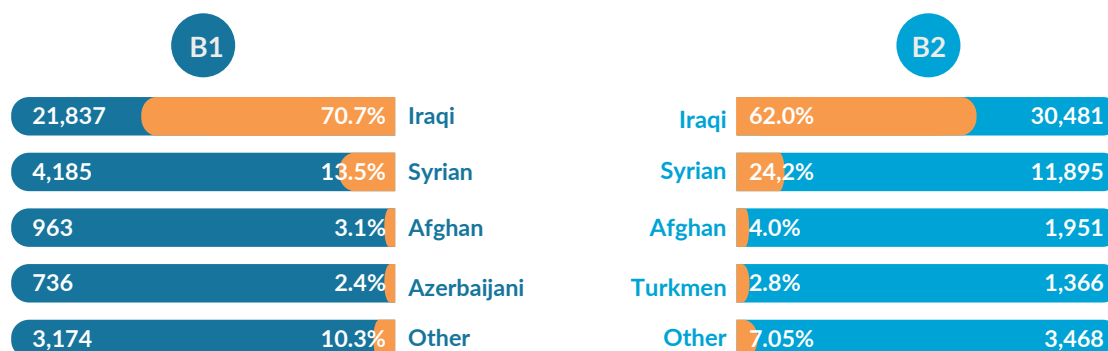 B1
21,837 70.7% Iraqi
4,185 13.5% Syrian
963 3.1% Afghan
736 2.4% Azerbaijani
3,174 10.3% Other
B2
Iraqi 62.0% 30,481
Syrian 24,2% 11,895
Afghan 4.0% 1,951
Turkmen 2.8% 1,366
Other 7.05% 3,468